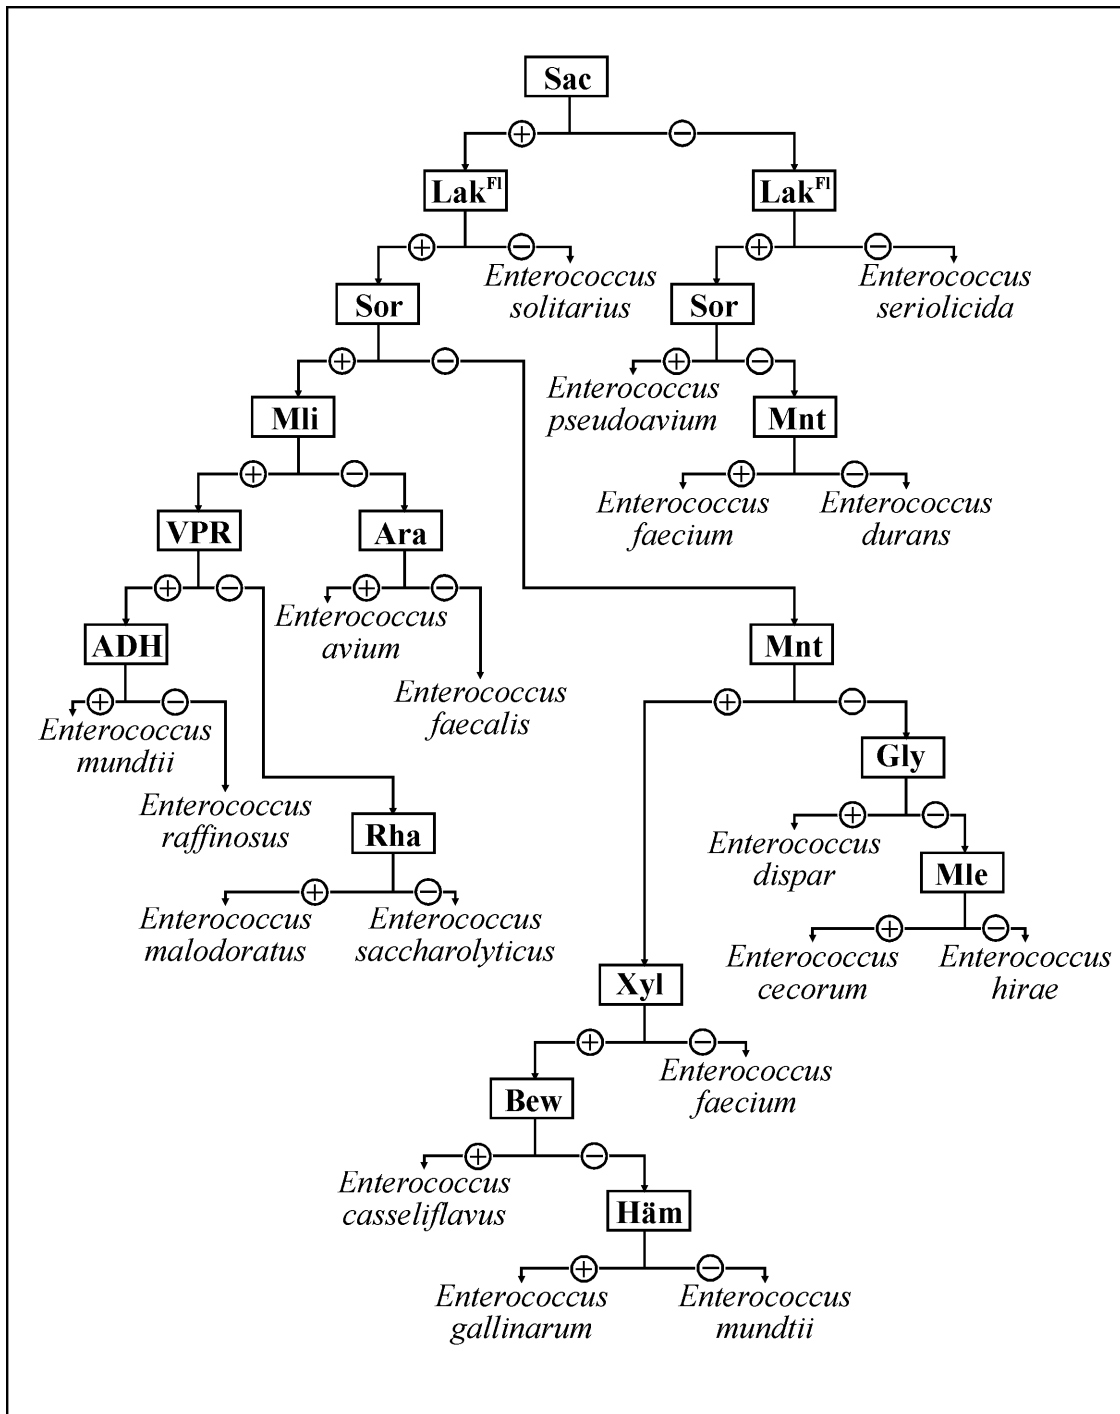 Sac
+
−
Lak^Fl
Lak^Fl
+
−
+
−
Enterococcus
solitarius
Enterococcus
seriolicida
Sor
Sor
+
−
+
−
Enterococcus
pseudoavium
Mli
Mnt
+
−
+
−
Enterococcus
faecium
Enterococcus
durans
VPR
Ara
+
−
+
−
Enterococcus
avium
Enterococcus
faecalis
ADH
Mnt
+
−
+
−
Enterococcus
mundtii
Enterococcus
raffinosus
Gly
+
−
Enterococcus
dispar
Rha
Mle
+
−
Enterococcus
malodoratus
Enterococcus
saccharolyticus
+
−
Enterococcus
cecorum
Enterococcus
hirae
Xyl
+
−
Enterococcus
faecium
Bew
+
−
Enterococcus
casseliflavus
Häm
+
−
Enterococcus
gallinarum
Enterococcus
mundtii